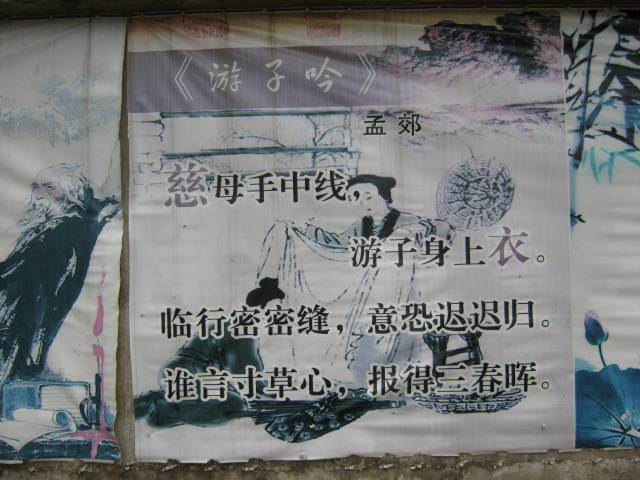 《游子吟》
孟郊
慈母手中线，
游子身上衣。
临行密密缝，意恐迟迟归。
谁言寸草心，报得三春晖。